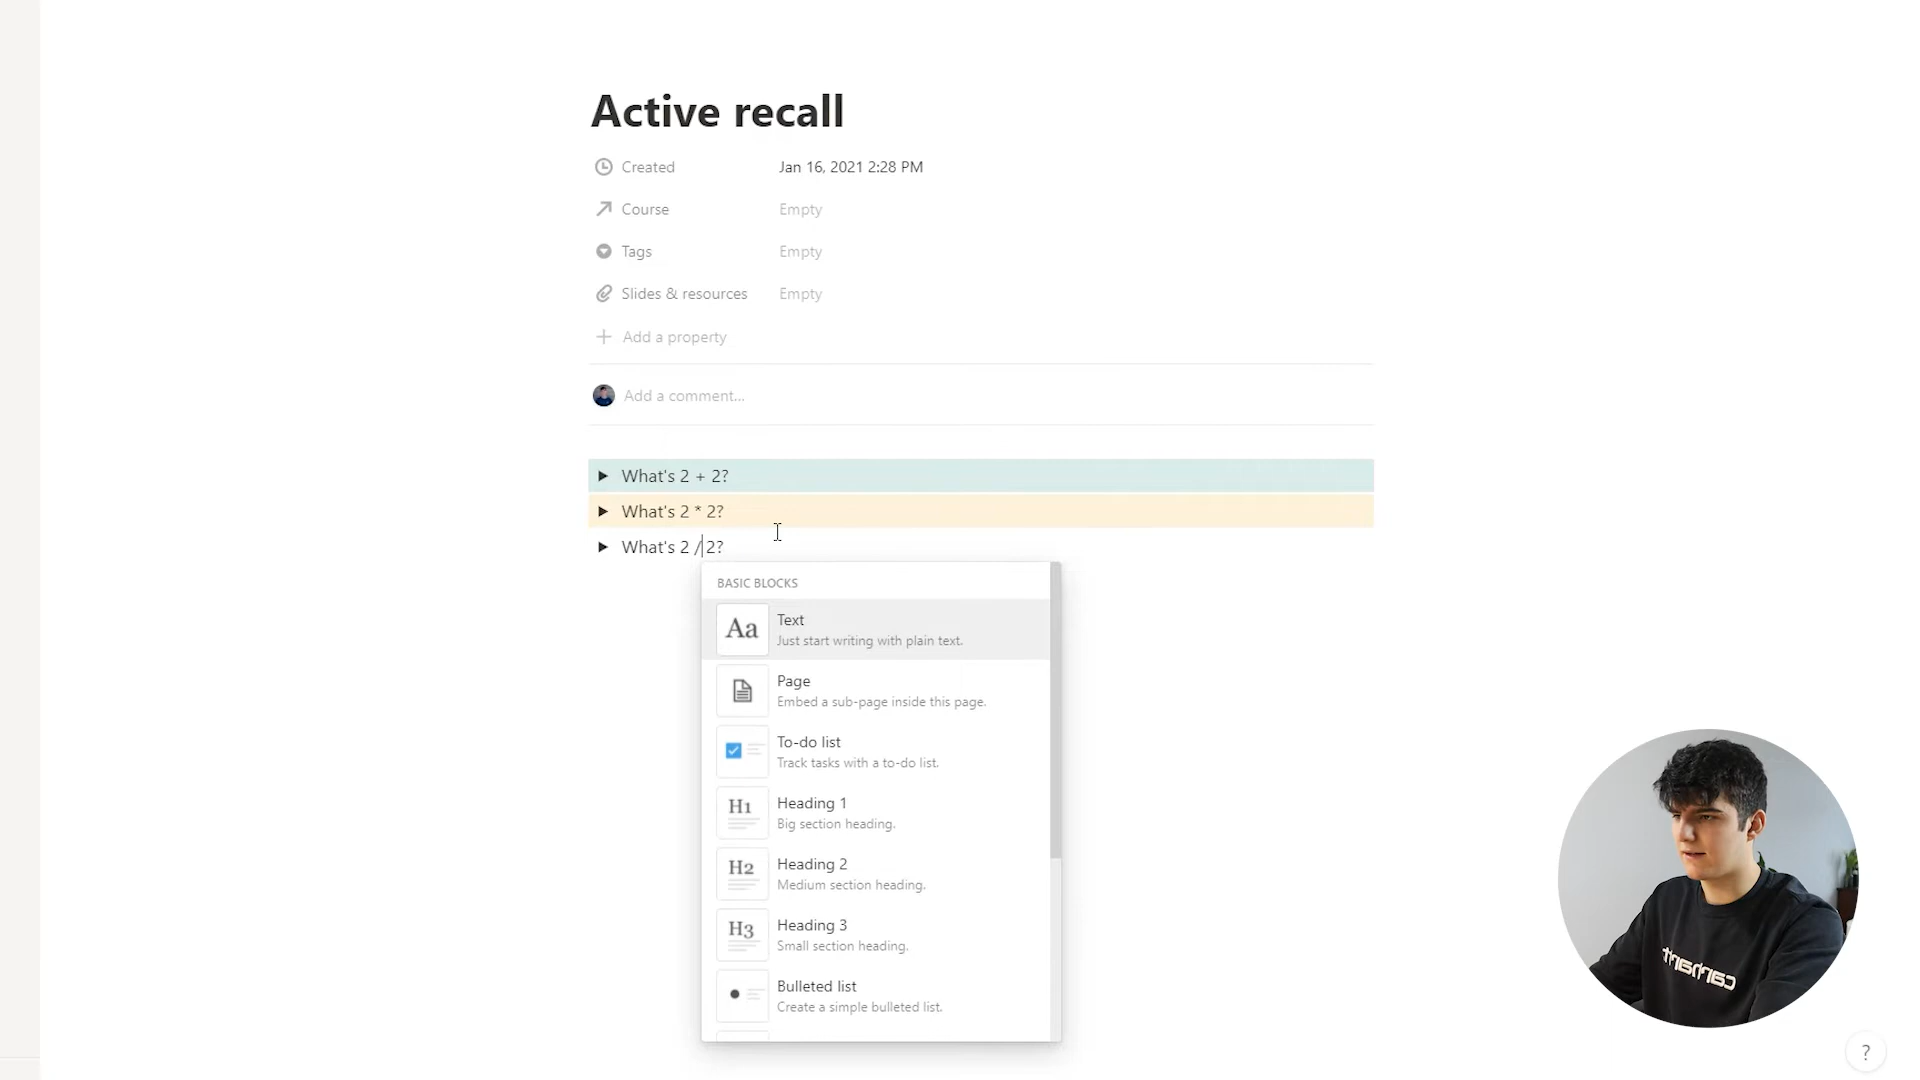 Active recall
Created Jan 16, 2021 2:28 PM
Course Empty
Tags Empty
Slides & resources Empty
Add a property
Add a comment...
What's 2 + 2?
What's 2 * 2?
What's 2 / 2?
BASIC BLOCKS
Aa Text
Just start writing with plain text.
Page
Embed a sub-page inside this page.
To-do list
Track tasks with a to-do list.
H1 Heading 1
Big section heading.
H2 Heading 2
Medium section heading.
H3 Heading 3
Small section heading.
Bulleted list
Create a simple bulleted list.
carhartt
?